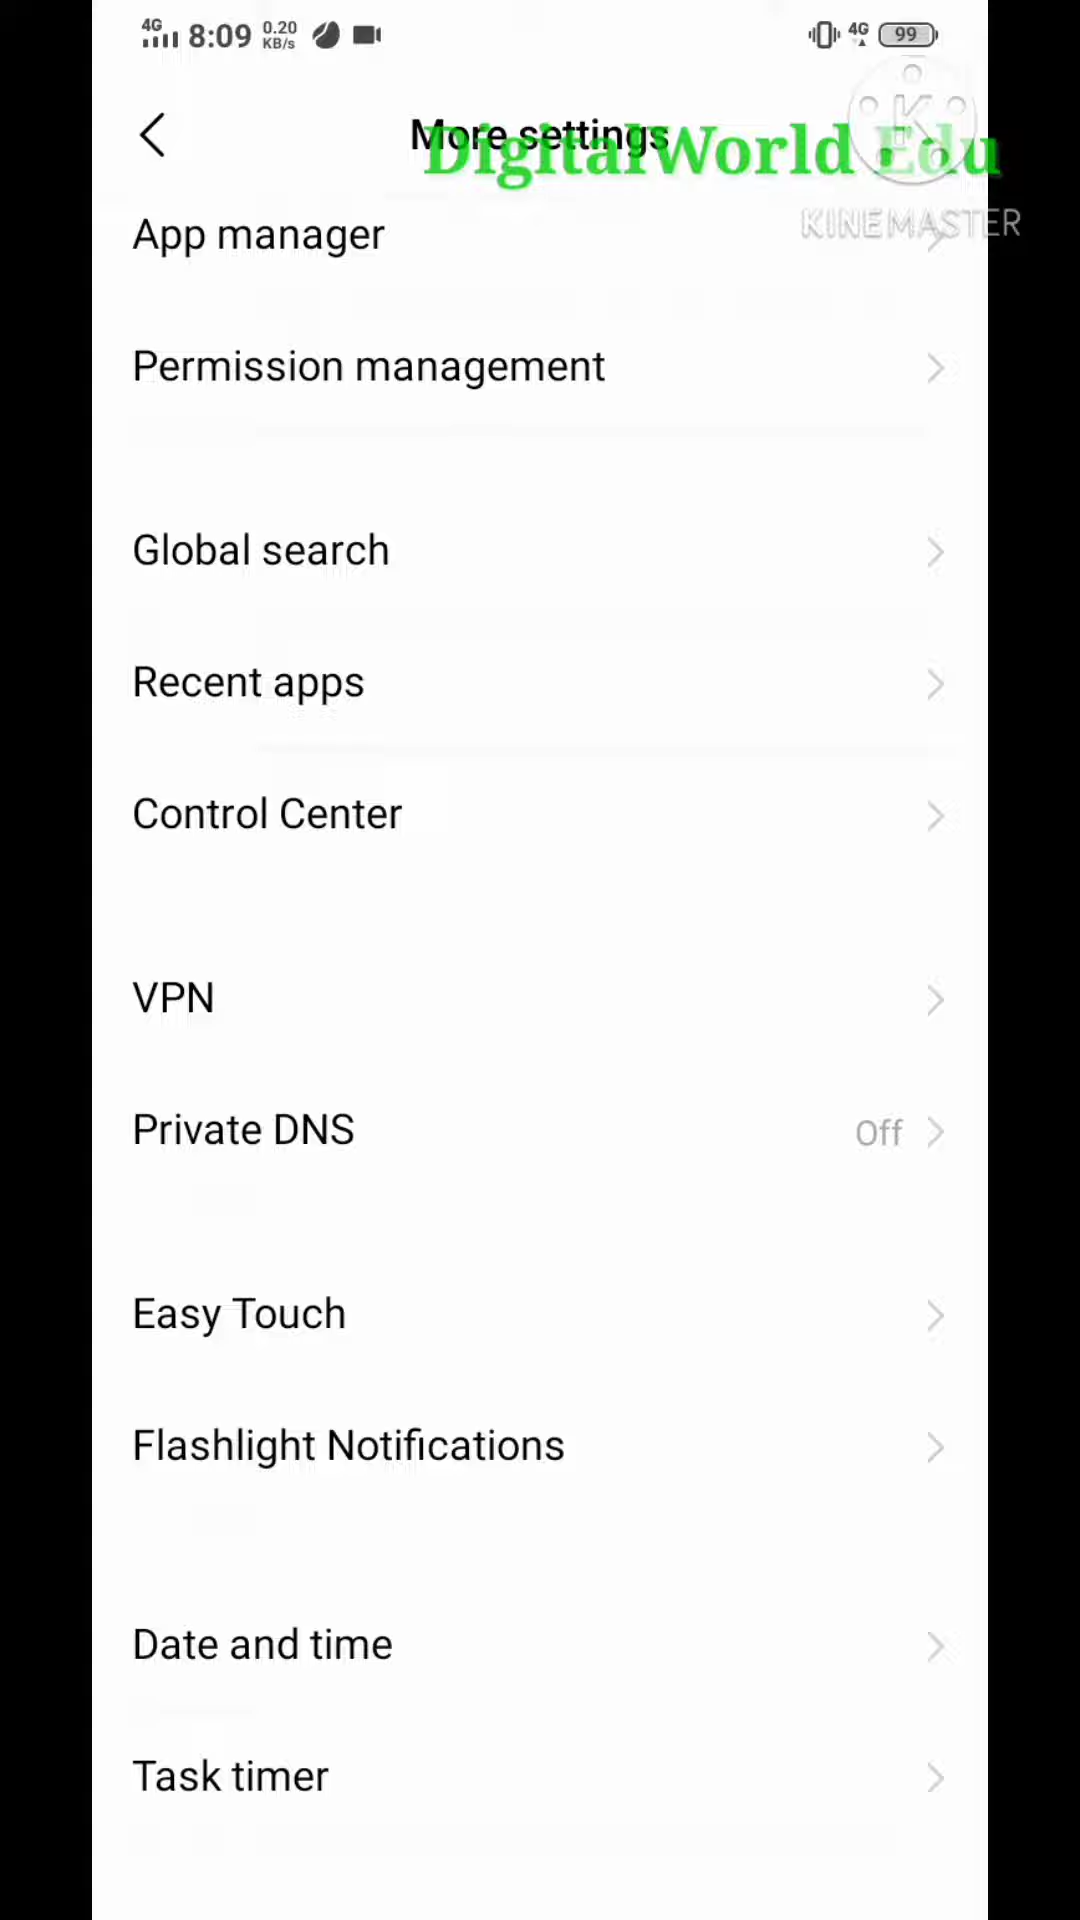 4G 8:09 0.20 KB/s 4G 99
More settings
DigitalWorld Edu
KINEMASTER
App manager
Permission management
Global search
Recent apps
Control Center
VPN
Private DNS Off
Easy Touch
Flashlight Notifications
Date and time
Task timer